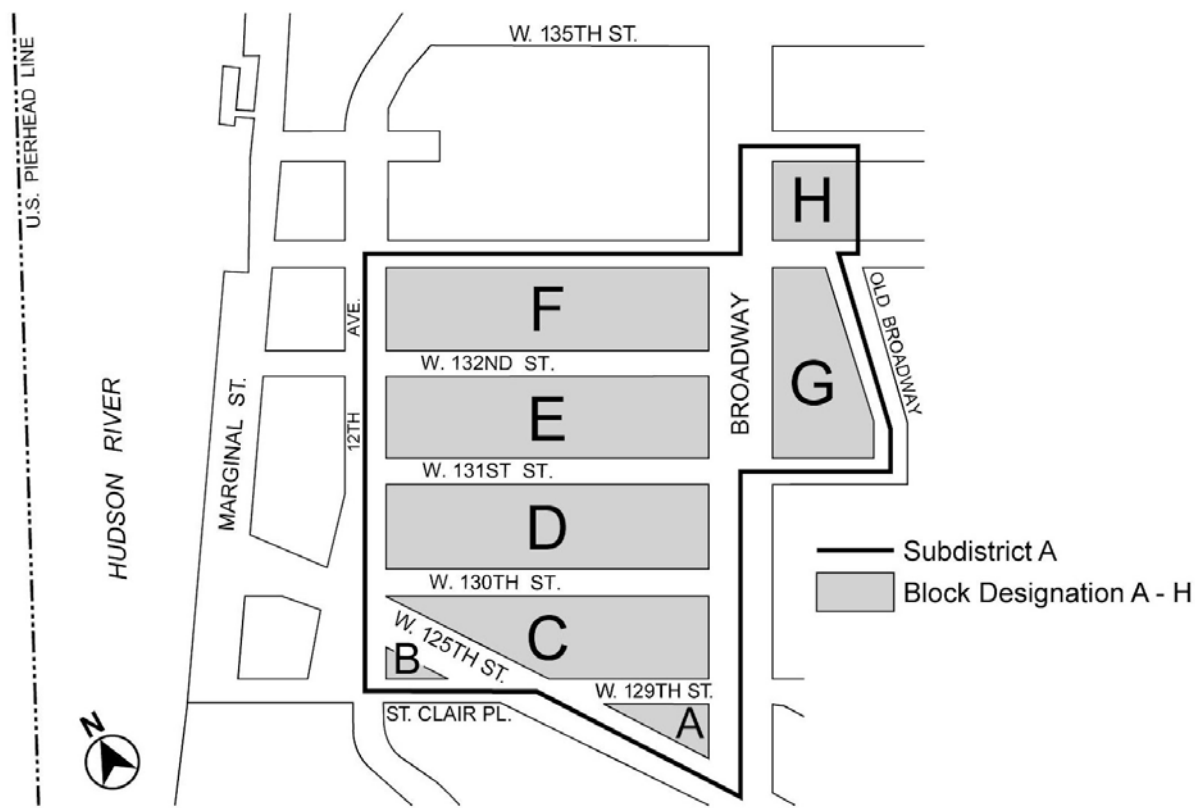 W. 135TH ST.
U.S. PIERHEAD LINE
H
F
AVE.
OLD BROADWAY
W. 132ND ST.
BROADWAY
G
E
MARGINAL ST.
12TH
HUDSON RIVER
W. 131ST ST.
D
Subdistrict A
W. 130TH ST.
Block Designation A - H
C
W. 125TH ST.
B
W. 129TH ST.
A
ST. CLAIR PL.
N